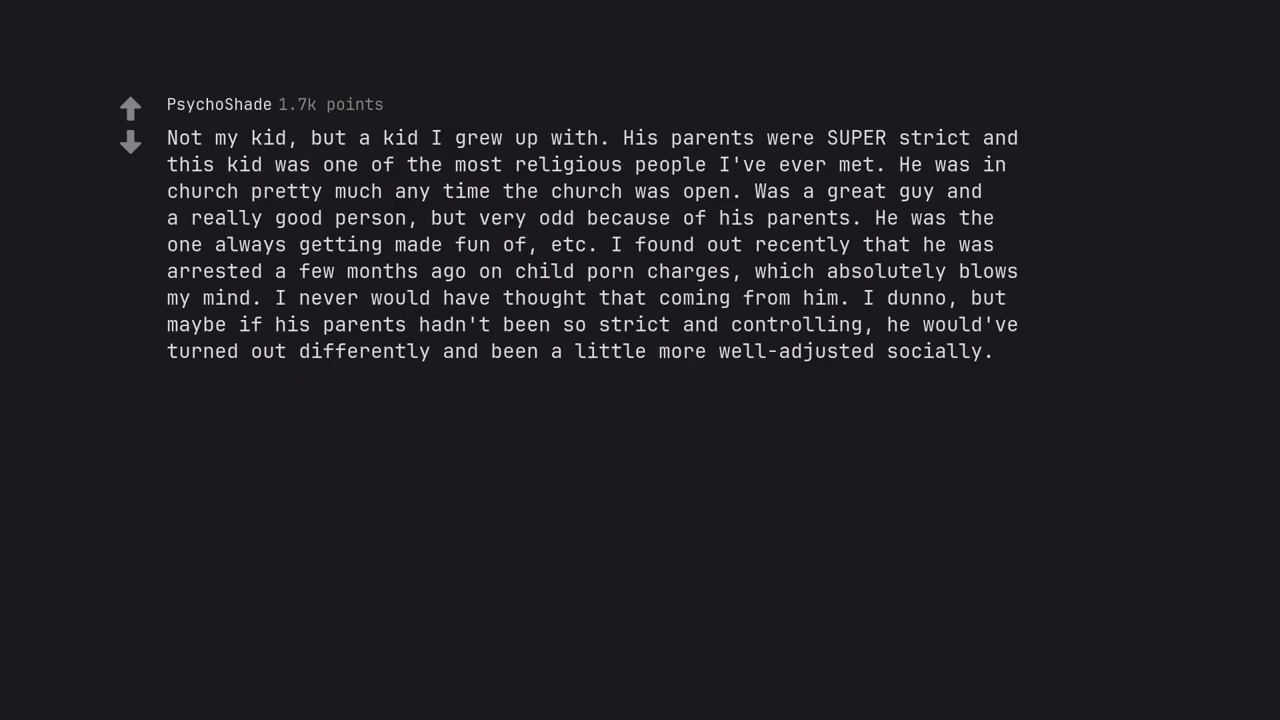 PsychoShade 1.7k points
Not my kid, but a kid I grew up with. His parents were SUPER strict and
this kid was one of the most religious people I've ever met. He was in
church pretty much any time the church was open. Was a great guy and
a really good person, but very odd because of his parents. He was the
one always getting made fun of, etc. I found out recently that he was
arrested a few months ago on child porn charges, which absolutely blows
my mind. I never would have thought that coming from him. I dunno, but
maybe if his parents hadn't been so strict and controlling, he would've
turned out differently and been a little more well-adjusted socially.